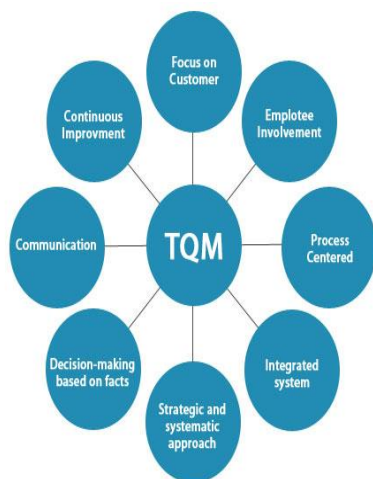 Focus on
Customer
Continuous
Improvment
Emplotee
Involvement
Communication
TQM
Process
Centered
Decision-making
based on facts
Integrated
system
Strategic and
systematic
approach